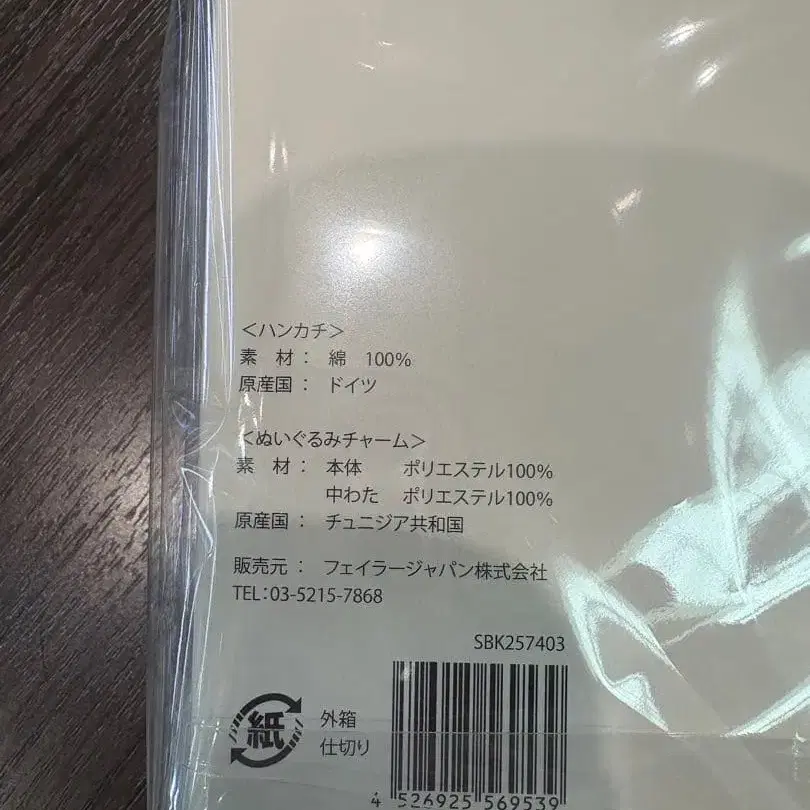 ＜ハンカチ＞
素　材： 綿　100%
原産国： ドイツ
＜ぬいぐるみチャーム＞
素　材： 本体　ポリエステル100%
中わた　ポリエステル100%
原産国： チュニジア共和国
販売元： フェイラージャパン株式会社
TEL：03-5215-7868
SBK257403
紙
外箱
仕切り
4 526925 569539